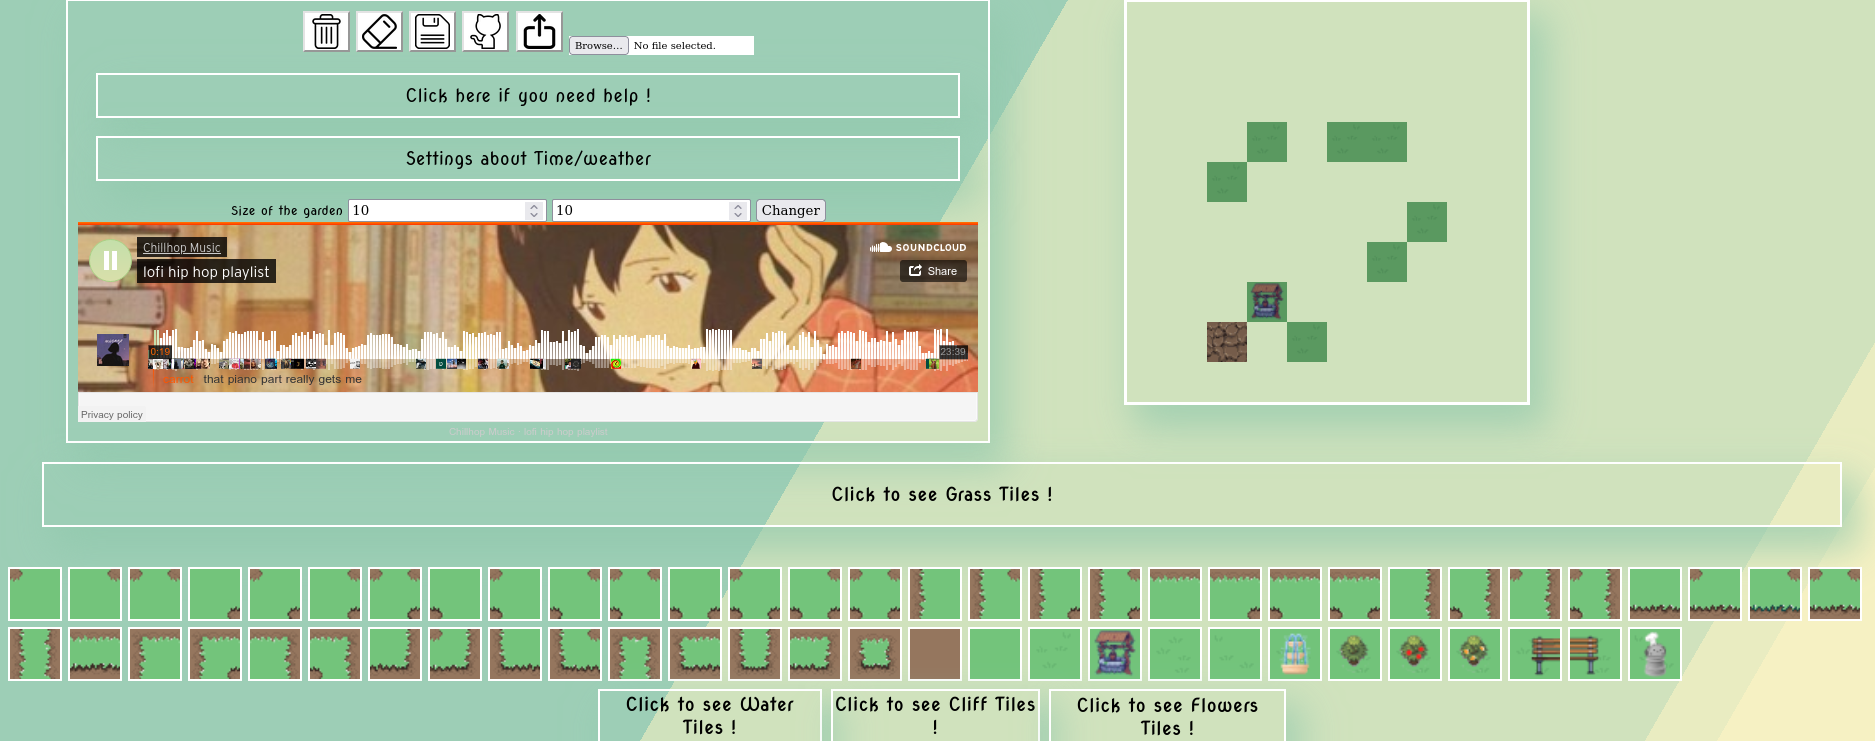 Browse... No file selected.
Click here if you need help !
Settings about Time/weather
Size of the garden 10 10 Changer
Chillhop Music
SOUNDCLOUD
lofi hip hop playlist
Share
0:19
23:39
that piano part really gets me
Privacy policy
Chillhop Music · lofi hip hop playlist
Click to see Grass Tiles !
Click to see Water
Tiles !
Click to see Cliff Tiles
!
Click to see Flowers
Tiles !